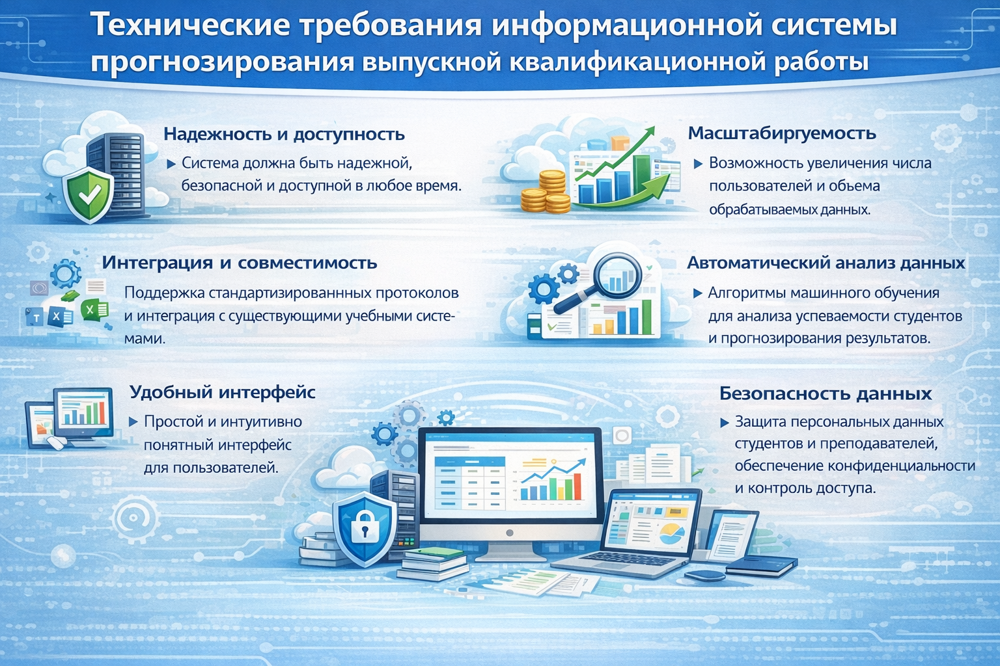 Технические требования информационной системы
прогнозирования выпускной квалификационной работы
Надежность и доступность
Система должна быть надежной,
безопасной и доступной в любое время.
Масштабиргуемость
Возможность увеличения числа
пользователей и объема
обрабатываемых данных.
Интеграция и совместимость
Поддержка стандартизированнных протоколов
и интеграция с существующими учебными систе-
мами.
Автоматический анализ данных
Алгоритмы машинного обучения
для анализа успеваемости студентов
и прогнозирования результатов.
Удобный интерфейс
Простой и интуитивно
понятный интерфейс
для пользователей.
Безопасность данных
Защита персональных данных
студентов и преподавателей,
обеспечение конфиденциальности
и контроль доступа.
T
X
X